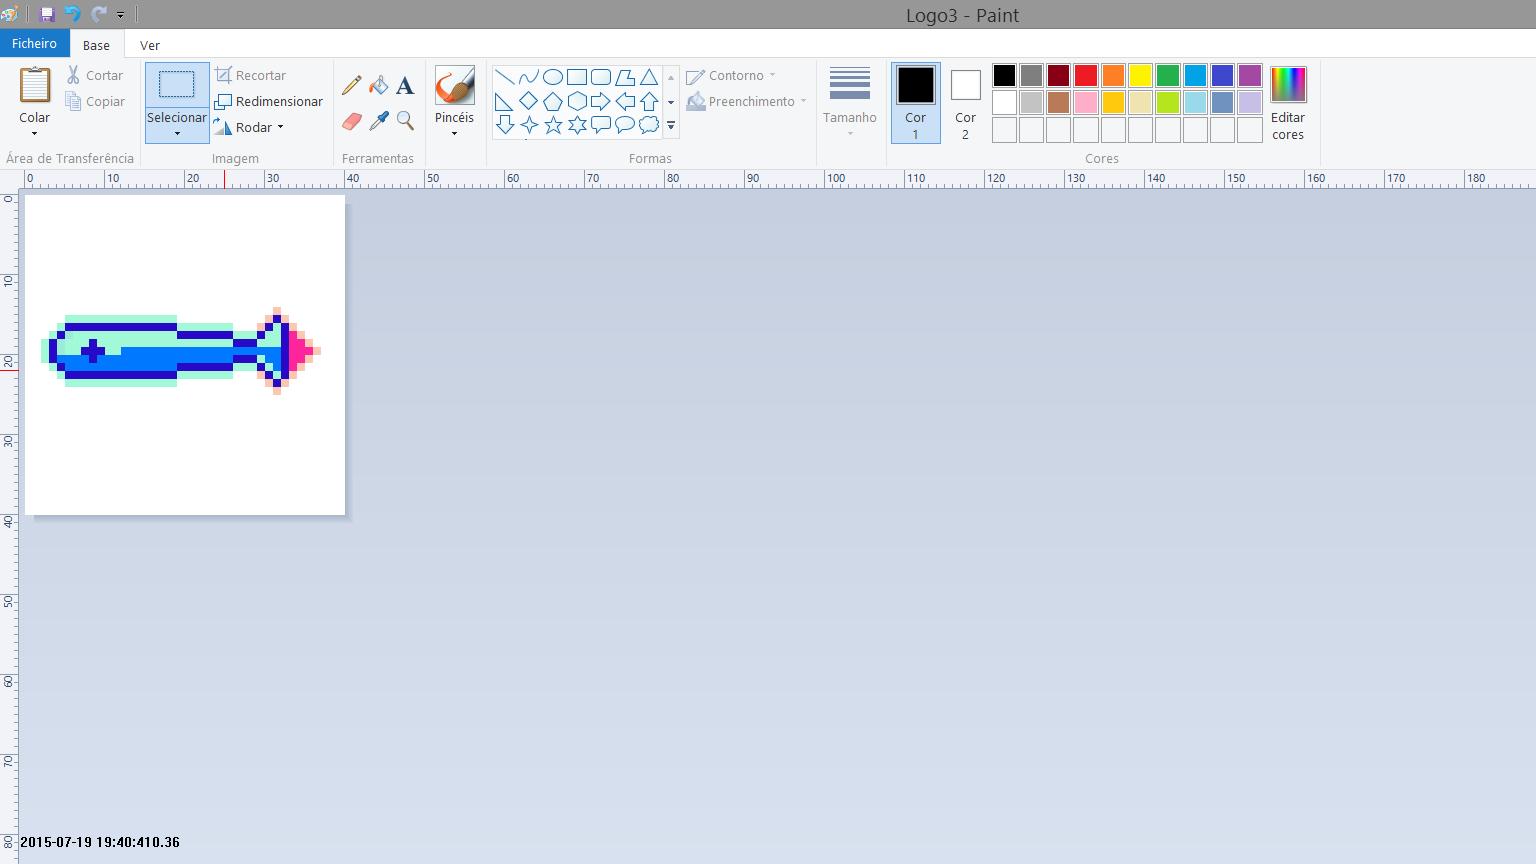 Logo3 - Paint
Ficheiro Base Ver
Colar
Cortar
Copiar
Área de Transferência
Selecionar
Recortar
Redimensionar
Rodar
Imagem
A
Ferramentas
Pincéis
Contorno
Preenchimento
Formas
Tamanho
Cor 1
Cor 2
Editar cores
Cores
0 10 20 30 40 50 60 70 80 90 100 110 120 130 140 150 160 170 180
0
10
20
30
40
50
60
70
80
2015-07-19 19:40:410.36